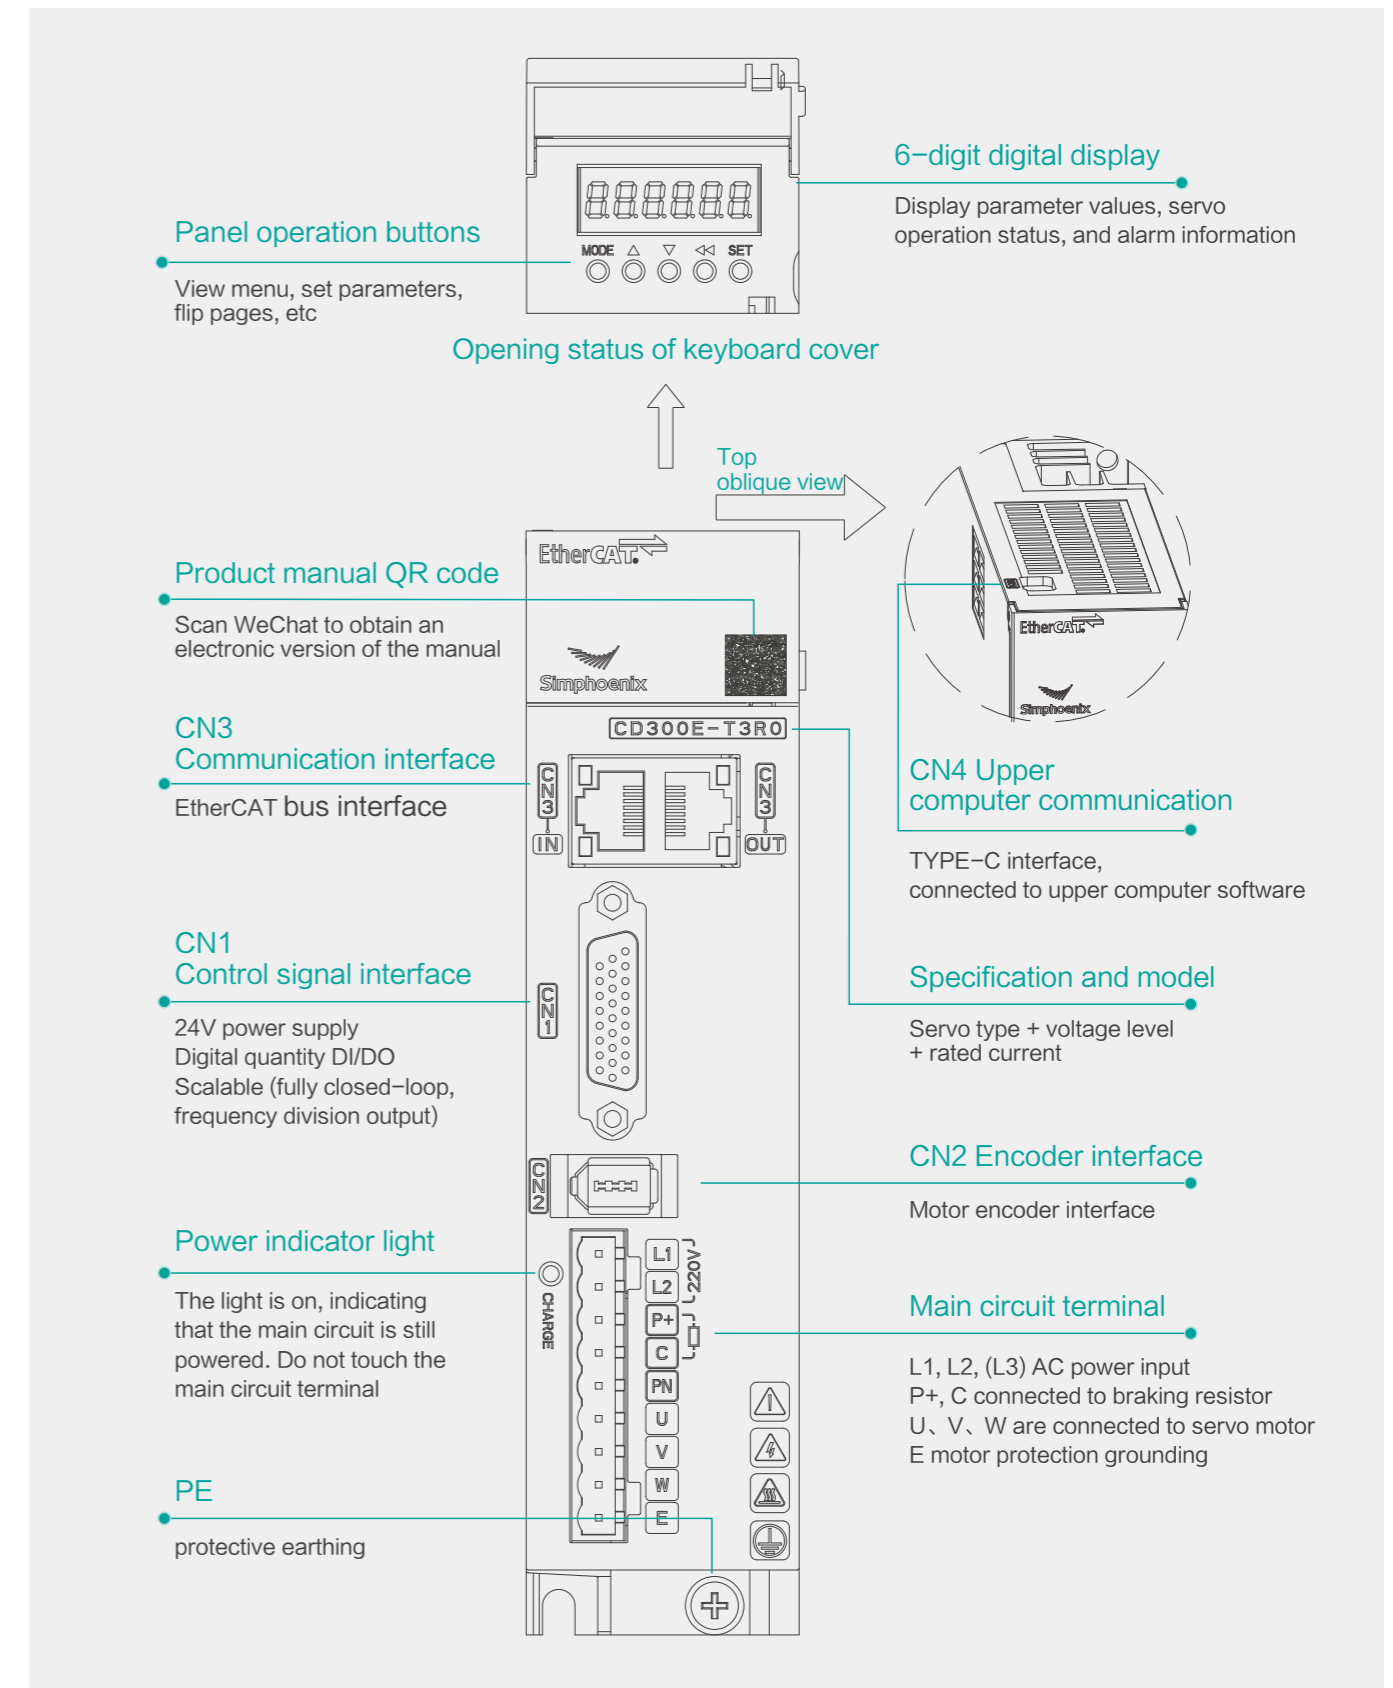 6-digit digital display
Display parameter values, servo
operation status, and alarm information
Panel operation buttons
View menu, set parameters,
flip pages, etc
8.8.8.8.8.8.
MODE △ ▽ ◁◁ SET
Opening status of keyboard cover
Top
oblique view
EtherCAT.
Simphoenix
EtherCAT.
Simphoenix
Product manual QR code
Scan WeChat to obtain an
electronic version of the manual
CD300E-T3R0
CN3
Communication interface
EtherCAT bus interface
CN3
IN
CN3
OUT
CN4 Upper
computer communication
TYPE-C interface,
connected to upper computer software
CN1
Control signal interface
24V power supply
Digital quantity DI/DO
Scalable (fully closed-loop,
frequency division output)
CN1
Specification and model
Servo type + voltage level
+ rated current
CN2
CN2 Encoder interface
Motor encoder interface
Power indicator light
The light is on, indicating
that the main circuit is still
powered. Do not touch the
main circuit terminal
CHARGE
L1
L2
220V
P+
C
PN
U
V
W
E
Main circuit terminal
L1, L2, (L3) AC power input
P+, C connected to braking resistor
U、V、W are connected to servo motor
E motor protection grounding
PE
protective earthing